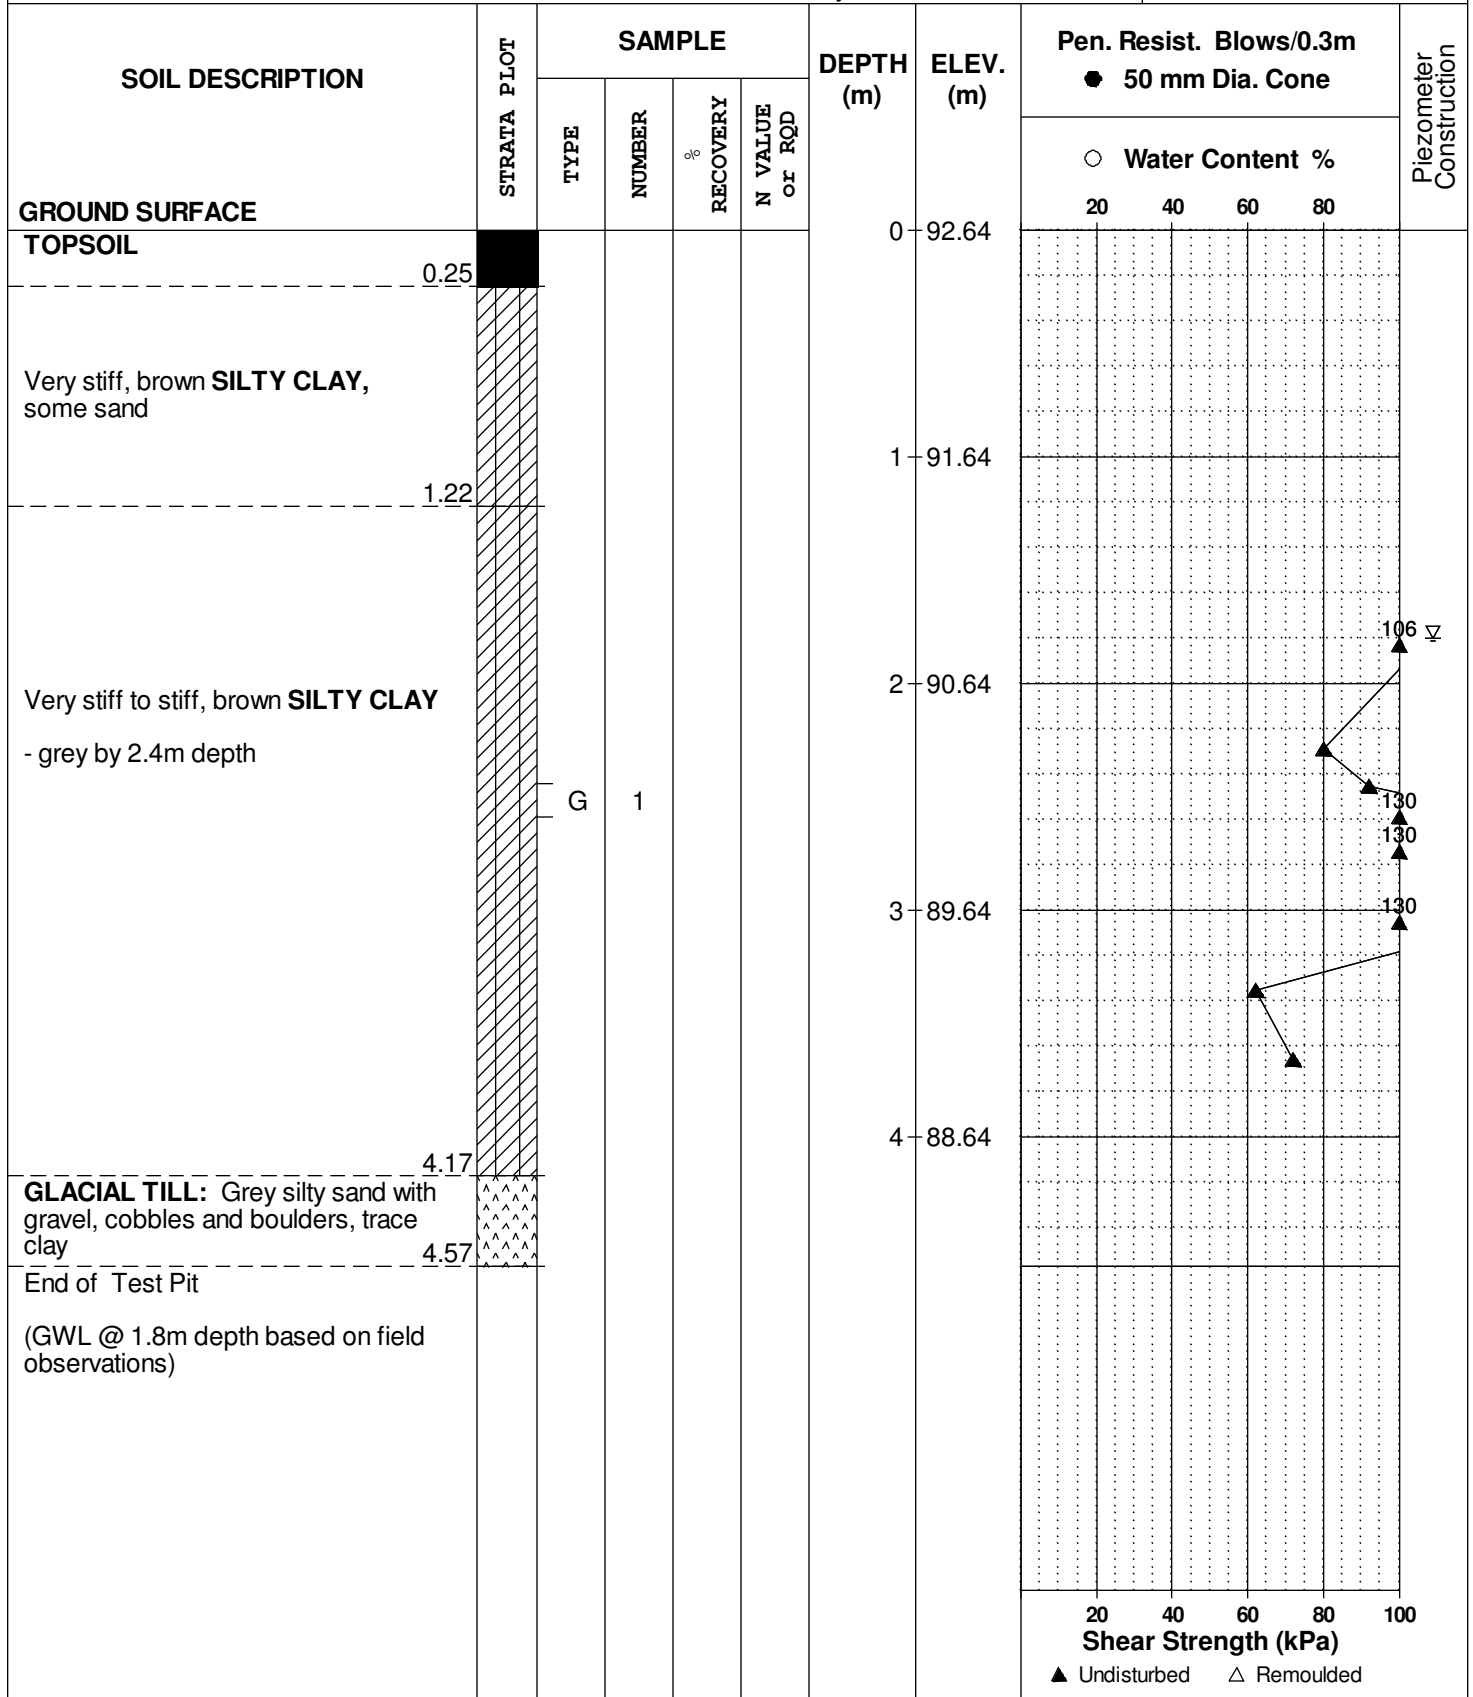 SOIL DESCRIPTION
STRATA PLOT
SAMPLE
TYPE
NUMBER
%
RECOVERY
N VALUE
or RQD
DEPTH
(m)
ELEV.
(m)
Pen. Resist. Blows/0.3m
● 50 mm Dia. Cone
○ Water Content %
20 40 60 80
Piezometer
Construction
GROUND SURFACE
TOPSOIL
0.25
0 92.64
Very stiff, brown SILTY CLAY,
some sand
1 91.64
1.22
106
2 90.64
Very stiff to stiff, brown SILTY CLAY
- grey by 2.4m depth
G 1
130
130
3 89.64
130
4 88.64
4.17
GLACIAL TILL: Grey silty sand with
gravel, cobbles and boulders, trace
clay
4.57
End of Test Pit
(GWL @ 1.8m depth based on field
observations)
20 40 60 80 100
Shear Strength (kPa)
▲ Undisturbed △ Remoulded